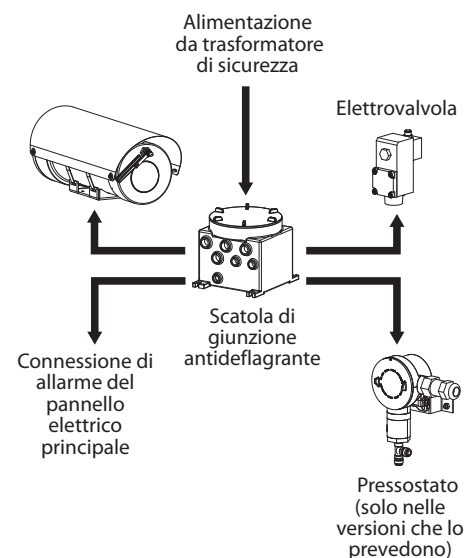 Alimentazione
da trasformatore
di sicurezza
Elettrovalvola
Scatola di
giunzione
antideflagrante
Connessione di
allarme del
pannello
elettrico
principale
Pressostato
(solo nelle
versioni che lo
prevedono)